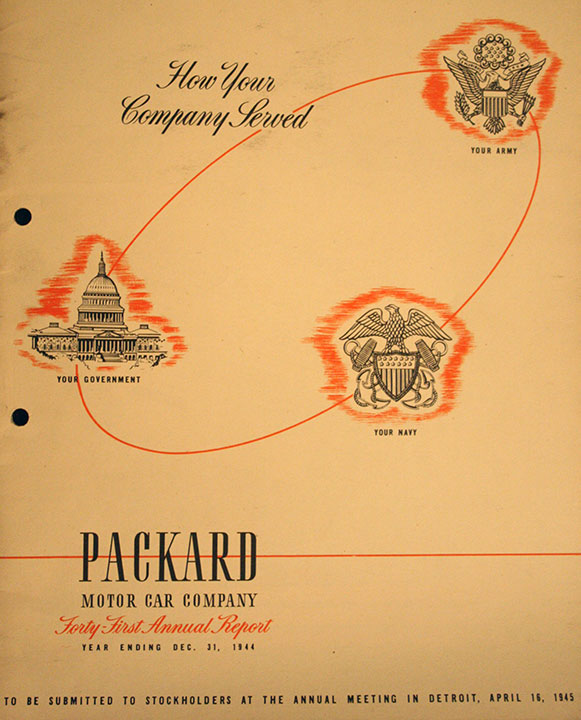 How Your
Company Served
YOUR ARMY
YOUR GOVERNMENT
YOUR NAVY
PACKARD
MOTOR CAR COMPANY
Forty-First Annual Report
YEAR ENDING DEC. 31, 1944
TO BE SUBMITTED TO STOCKHOLDERS AT THE ANNUAL MEETING IN DETROIT, APRIL 16, 1945